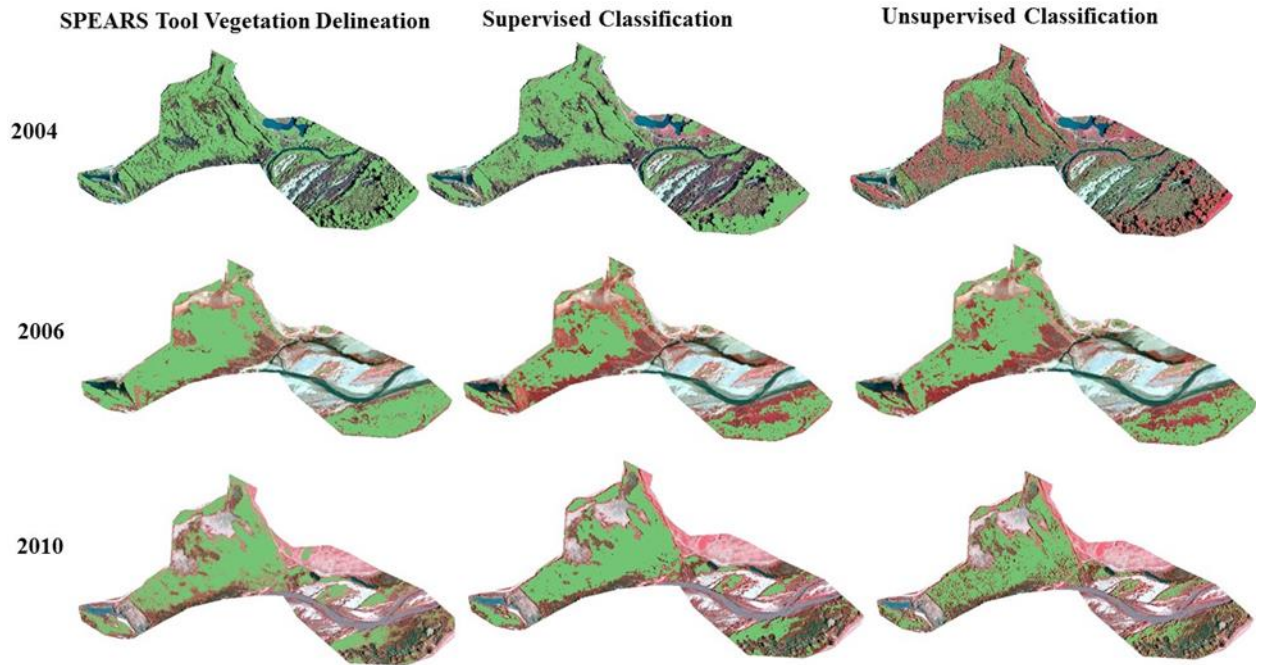 SPEARS Tool Vegetation Delineation
Supervised Classification
Unsupervised Classification
2004
2006
2010